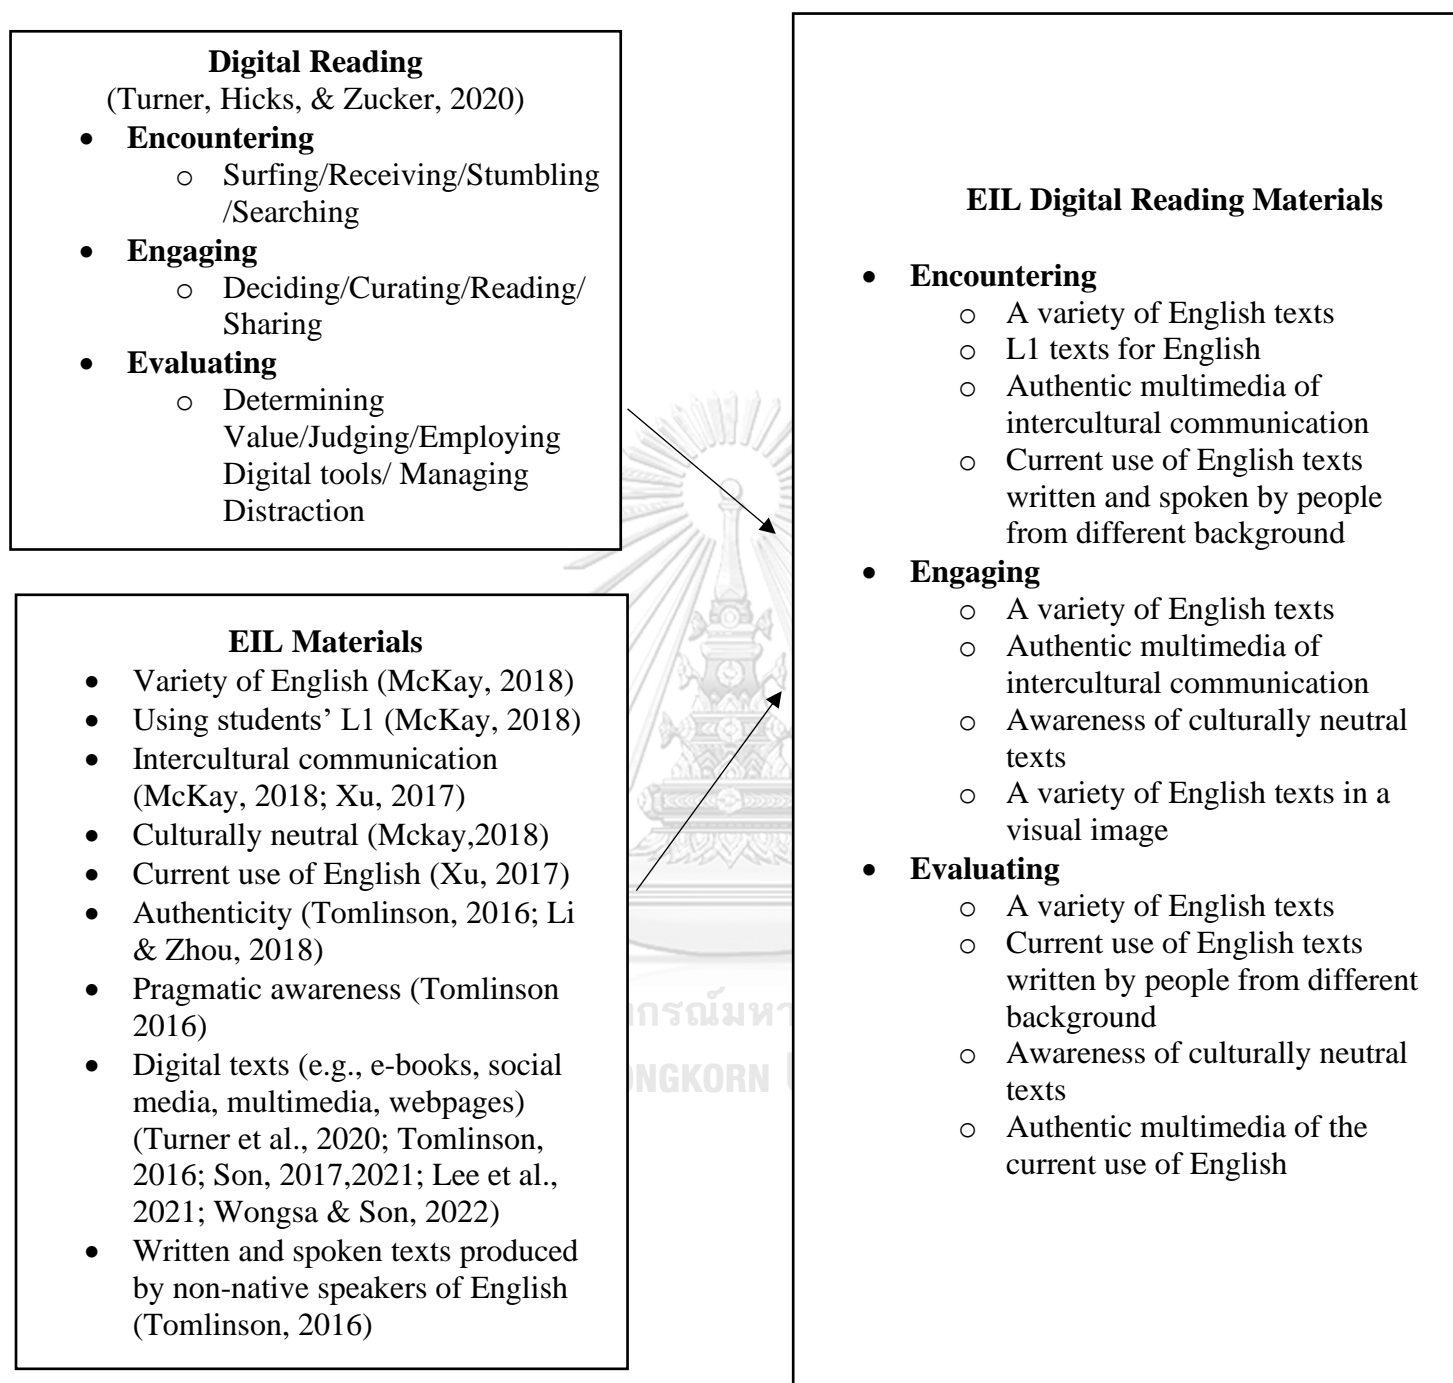 Digital Reading
(Turner, Hicks, & Zucker, 2020)
• Encountering
o Surfing/Receiving/Stumbling
/Searching
• Engaging
o Deciding/Curating/Reading/
Sharing
• Evaluating
o Determining
Value/Judging/Employing
Digital tools/ Managing
Distraction
EIL Materials
• Variety of English (McKay, 2018)
• Using students’ L1 (McKay, 2018)
• Intercultural communication
(McKay, 2018; Xu, 2017)
• Culturally neutral (Mckay,2018)
• Current use of English (Xu, 2017)
• Authenticity (Tomlinson, 2016; Li
& Zhou, 2018)
• Pragmatic awareness (Tomlinson
2016)
• Digital texts (e.g., e-books, social
media, multimedia, webpages)
(Turner et al., 2020; Tomlinson,
2016; Son, 2017,2021; Lee et al.,
2021; Wongsa & Son, 2022)
• Written and spoken texts produced
by non-native speakers of English
(Tomlinson, 2016)
กรณ์มหา
NGKORN
EIL Digital Reading Materials
• Encountering
o A variety of English texts
o L1 texts for English
o Authentic multimedia of
intercultural communication
o Current use of English texts
written and spoken by people
from different background
• Engaging
o A variety of English texts
o Authentic multimedia of
intercultural communication
o Awareness of culturally neutral
texts
o A variety of English texts in a
visual image
• Evaluating
o A variety of English texts
o Current use of English texts
written by people from different
background
o Awareness of culturally neutral
texts
o Authentic multimedia of the
current use of English